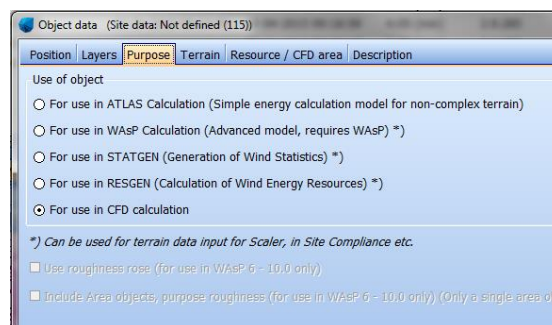 Object data (Site data: Not defined (115))
Position Layers Purpose Terrain Resource / CFD area Description
Use of object
For use in ATLAS Calculation (Simple energy calculation model for non-complex terrain)
For use in WAsP Calculation (Advanced model, requires WAsP) *)
For use in STATGEN (Generation of Wind Statistics) *)
For use in RESGEN (Calculation of Wind Energy Resources) *)
For use in CFD calculation
*) Can be used for terrain data input for Scaler, in Site Compliance etc.
Use roughness rose (for use in WAsP 6 - 10.0 only)
Include Area objects, purpose roughness (for use in WAsP 6 - 10.0 only) (Only a single area